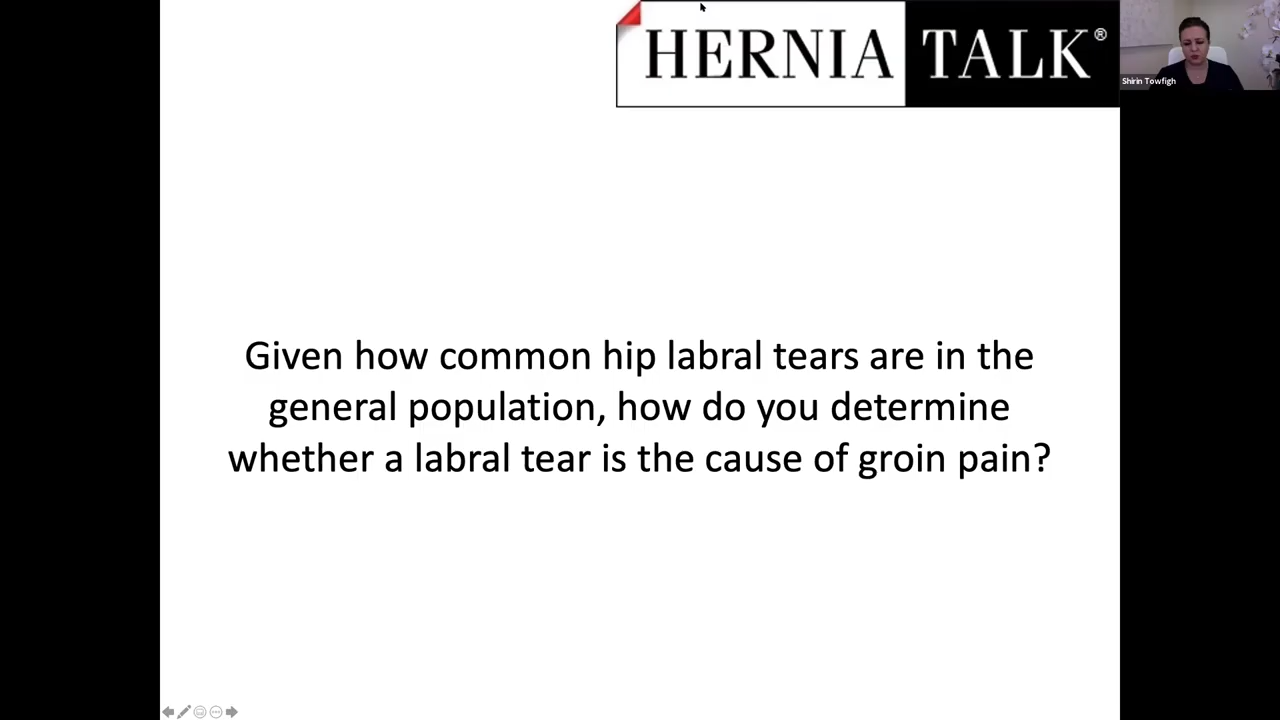 HERNIA TALK®
Shirin Towfigh
Given how common hip labral tears are in the
general population, how do you determine
whether a labral tear is the cause of groin pain?